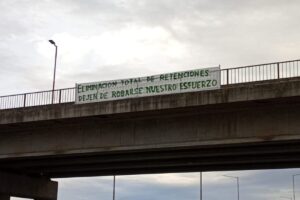 ELIMINACION TOTAL DE RETENCIONES
DEJEN DE ROBARSE NUESTRO ESFUERZO